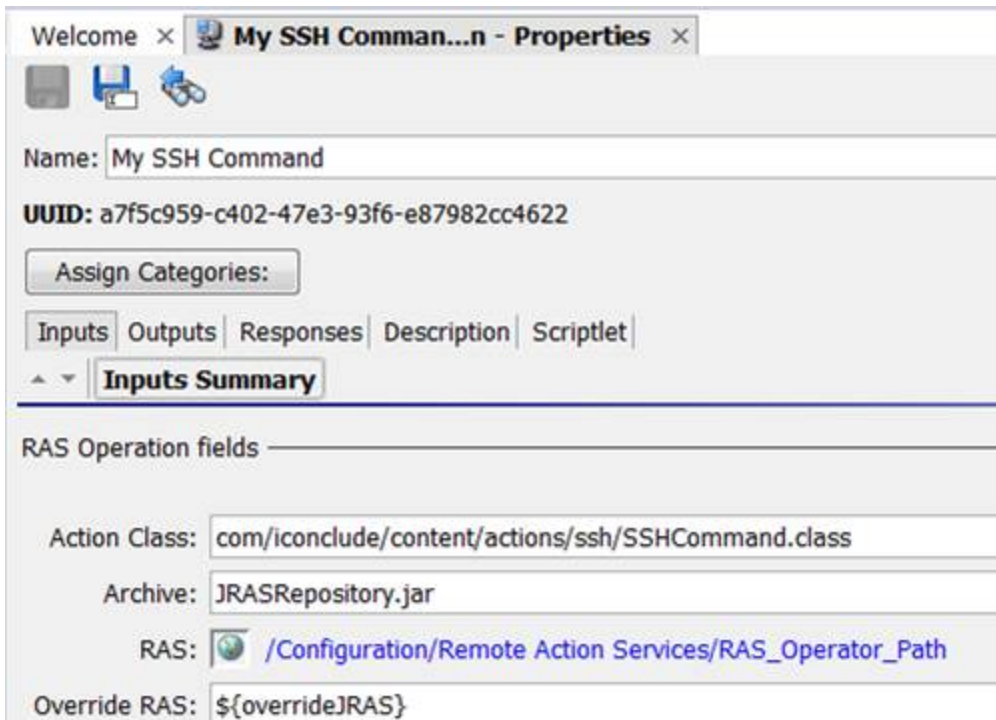 Welcome × My SSH Comman...n - Properties ×
Name: My SSH Command
UUID: a7f5c959-c402-47e3-93f6-e87982cc4622
Assign Categories:
Inputs Outputs Responses Description Scriptlet
Inputs Summary
RAS Operation fields
Action Class: com/iconclude/content/actions/ssh/SSHCommand.class
Archive: JRASRepository.jar
RAS: /Configuration/Remote Action Services/RAS_Operator_Path
Override RAS: ${overrideJRAS}